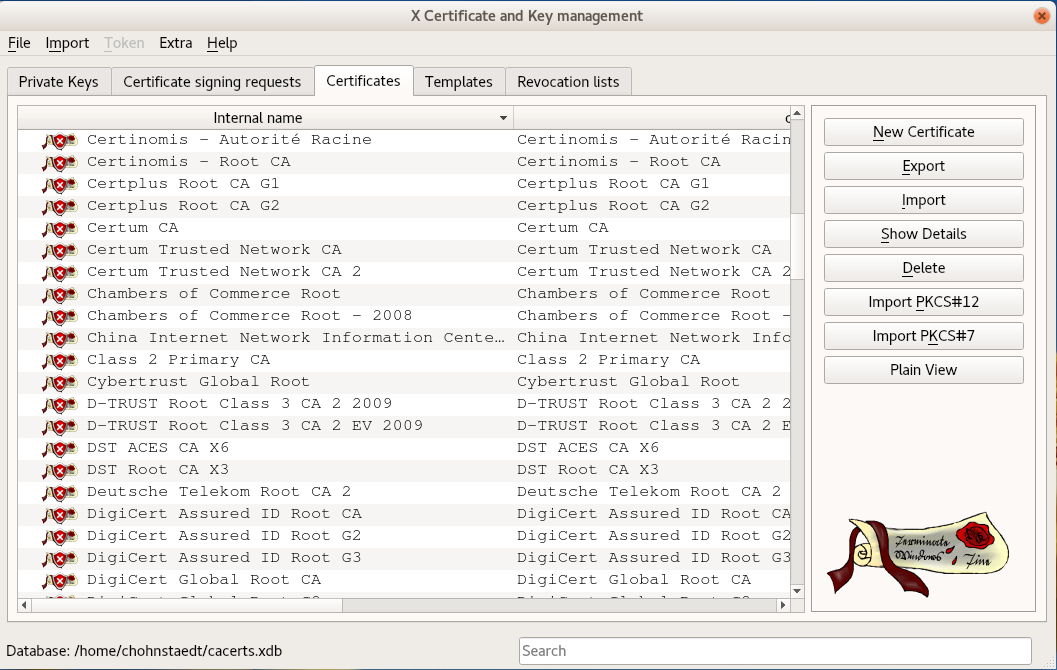 X Certificate and Key management
File Import Token Extra Help
Private Keys Certificate signing requests Certificates Templates Revocation lists
Internal name
Certinomis - Autorité Racine Certinomis - Autorité Racin
Certinomis - Root CA Certinomis - Root CA
Certplus Root CA G1 Certplus Root CA G1
Certplus Root CA G2 Certplus Root CA G2
Certum CA Certum CA
Certum Trusted Network CA Certum Trusted Network CA
Certum Trusted Network CA 2 Certum Trusted Network CA 2
Chambers of Commerce Root Chambers of Commerce Root
Chambers of Commerce Root - 2008 Chambers of Commerce Root -
China Internet Network Information Cente… China Internet Network Info
Class 2 Primary CA Class 2 Primary CA
Cybertrust Global Root Cybertrust Global Root
D-TRUST Root Class 3 CA 2 2009 D-TRUST Root Class 3 CA 2 2
D-TRUST Root Class 3 CA 2 EV 2009 D-TRUST Root Class 3 CA 2 E
DST ACES CA X6 DST ACES CA X6
DST Root CA X3 DST Root CA X3
Deutsche Telekom Root CA 2 Deutsche Telekom Root CA 2
DigiCert Assured ID Root CA DigiCert Assured ID Root CA
DigiCert Assured ID Root G2 DigiCert Assured ID Root G2
DigiCert Assured ID Root G3 DigiCert Assured ID Root G3
DigiCert Global Root CA DigiCert Global Root CA
New Certificate
Export
Import
Show Details
Delete
Import PKCS#12
Import PKCS#7
Plain View
Terminate
Windows
Fine
Database: /home/chohnstaedt/cacerts.xdb
Search